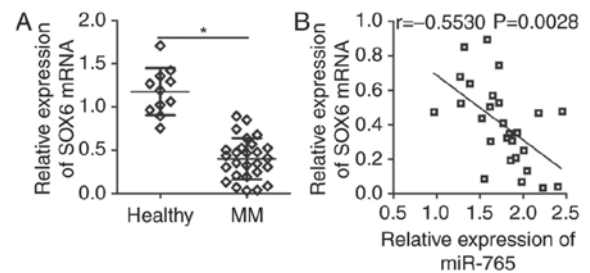 A
Relative expression
of SOX6 mRNA
2.0
1.5
1.0
0.5
0.0
*
Healthy
MM
B
Relative expression
of SOX6 mRNA
r=−0.5530 P=0.0028
1.0
0.8
0.6
0.4
0.2
0.0
0.5 1.0 1.5 2.0 2.5
Relative expression of
miR-765